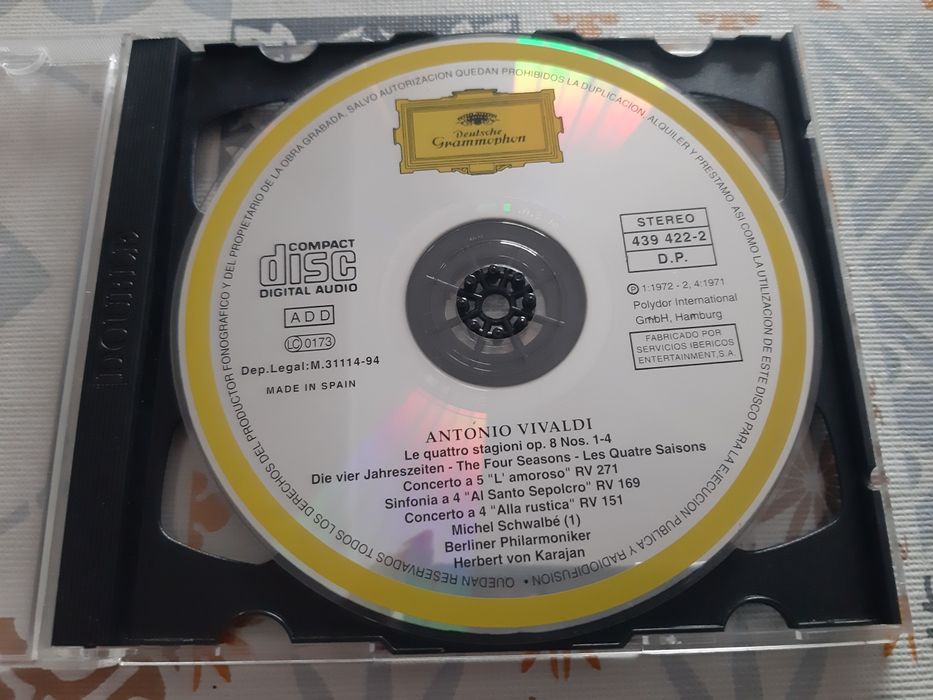 QUEDAN RESERVADOS TODOS LOS DERECHOS DEL PRODUCTOR FONOGRAFICO Y DEL PROPIETARIO DE LA OBRA GRABADA, SALVO AUTORIZACION QUEDAN PROHIBIDOS LA DUPLICACION, ALQUILER Y PRESTAMO, ASI COMO LA UTILIZACION DE ESTE DISCO PARA LA EJECUCION PUBLICA Y RADIODIFUSION •
Deutsche
Grammophon
COMPACT
disc
DIGITAL AUDIO
ADD
LC 0173
Dep.Legal:M.31114-94
MADE IN SPAIN
STEREO
439 422-2
D.P.
Ⓟ 1:1972 - 2, 4:1971
Polydor International
GmbH, Hamburg
FABRICADO POR
SERVICIOS IBERICOS
ENTERTAINMENT,S.A.
ANTONIO VIVALDI
Le quattro stagioni op. 8 Nos. 1-4
Die vier Jahreszeiten - The Four Seasons - Les Quatre Saisons
Concerto a 5 "L' amoroso" RV 271
Sinfonia a 4 "Al Santo Sepolcro" RV 169
Concerto a 4 "Alla rustica" RV 151
Michel Schwalbé (1)
Berliner Philarmoniker
Herbert von Karajan
DOUBLE